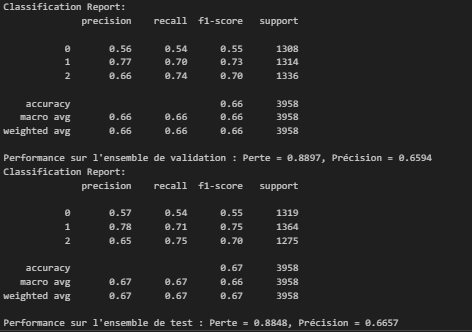 Classification Report:
precision recall f1-score support
0 0.56 0.54 0.55 1308
1 0.77 0.70 0.73 1314
2 0.66 0.74 0.70 1336
accuracy 0.66 3958
macro avg 0.66 0.66 0.66 3958
weighted avg 0.66 0.66 0.66 3958
Performance sur l'ensemble de validation : Perte = 0.8897, Précision = 0.6594
Classification Report:
precision recall f1-score support
0 0.57 0.54 0.55 1319
1 0.78 0.71 0.75 1364
2 0.65 0.75 0.70 1275
accuracy 0.67 3958
macro avg 0.67 0.67 0.66 3958
weighted avg 0.67 0.67 0.67 3958
Performance sur l'ensemble de test : Perte = 0.8848, Précision = 0.6657